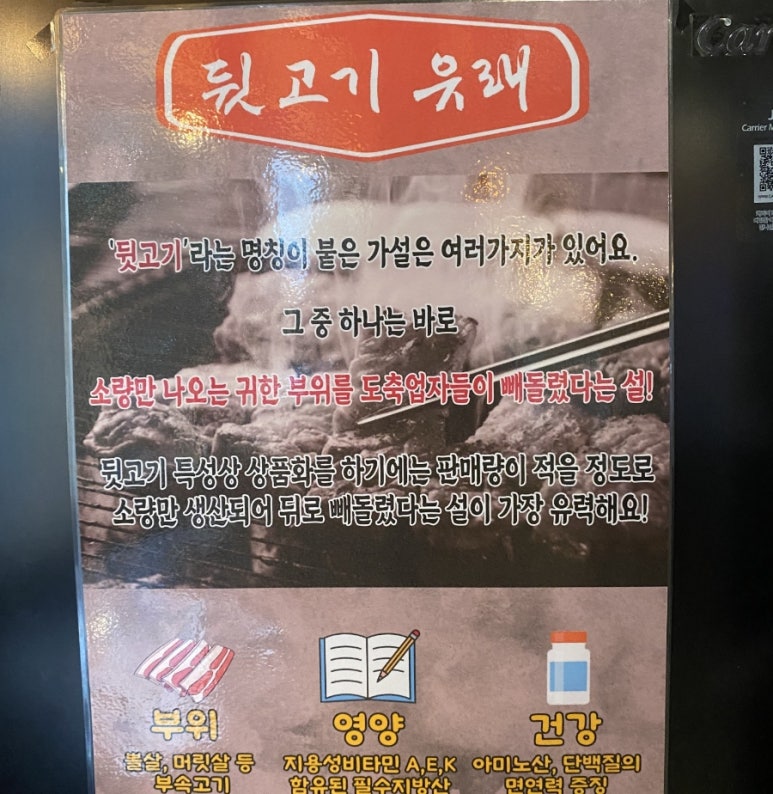 뒷고기 유래
'뒷고기'라는 명칭이 붙은 가설은 여러가지가 있어요.
그 중 하나는 바로
소량만 나오는 귀한 부위를 도축업자들이 빼돌렸다는 설!
뒷고기 특성상 상품화를 하기에는 판매량이 적을 정도로
소량만 생산되어 뒤로 빼돌렸다는 설이 가장 유력해요!
부위
볼살, 머릿살 등
부속고기
영양
지용성비타민 A,E,K
함유된 필수지방산
건강
아미노산, 단백질의
면역력 증진
Car
Carrier M